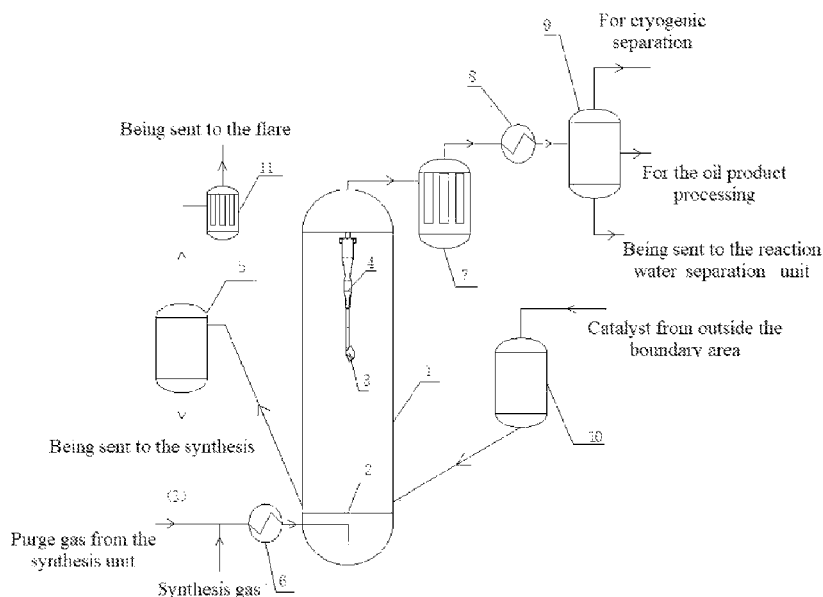 For cryogenic
separation
9
8
Being sent to the flare
11
For the oil product
processing
7
Being sent to the reaction
water separation unit
4
5
Catalyst from outside the
boundary area
3
1
10
Being sent to the synthesis
2
Purge gas from the
synthesis unit
6
Synthesis gas